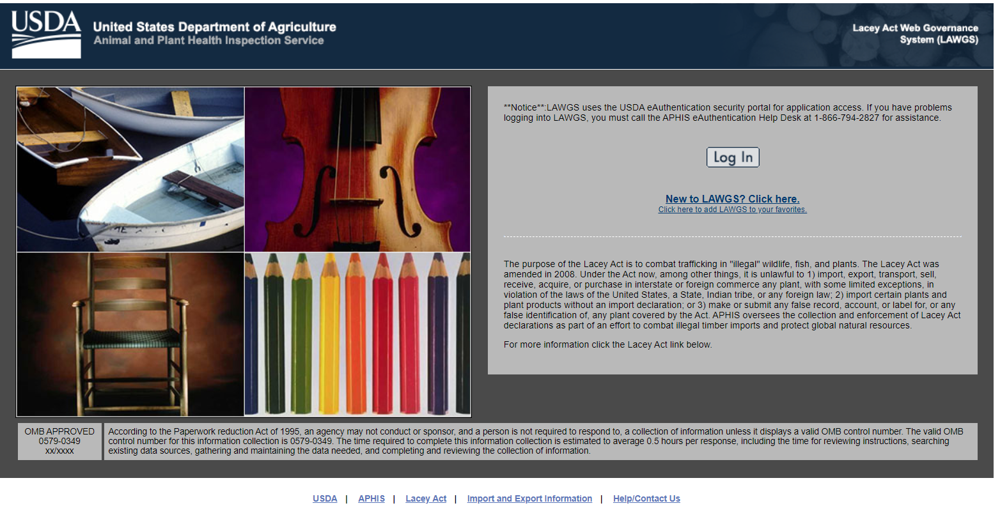 USDA
United States Department of Agriculture
Animal and Plant Health Inspection Service
Lacey Act Web Governance
System (LAWGS)
**Notice**:LAWGS uses the USDA eAuthentication security portal for application access. If you have problems
logging into LAWGS, you must call the APHIS eAuthentication Help Desk at 1-866-794-2827 for assistance.
Log In
New to LAWGS? Click here.
Click here to add LAWGS to your favorites.
The purpose of the Lacey Act is to combat trafficking in "illegal" wildlife, fish, and plants. The Lacey Act was
amended in 2008. Under the Act now, among other things, it is unlawful to 1) import, export, transport, sell,
receive, acquire, or purchase in interstate or foreign commerce any plant, with some limited exceptions, in
violation of the laws of the United States, a State, Indian tribe, or any foreign law; 2) import certain plants and
plant products without an import declaration; or 3) make or submit any false record, account, or label for, or any
false identification of, any plant covered by the Act. APHIS oversees the collection and enforcement of Lacey Act
declarations as part of an effort to combat illegal timber imports and protect global natural resources.
For more information click the Lacey Act link below.
OMB APPROVED
0579-0349
xx/xxxx
According to the Paperwork reduction Act of 1995, an agency may not conduct or sponsor, and a person is not required to respond to, a collection of information unless it displays a valid OMB control number. The valid OMB
control number for this information collection is 0579-0349. The time required to complete this information collection is estimated to average 0.5 hours per response, including the time for reviewing instructions, searching
existing data sources, gathering and maintaining the data needed, and completing and reviewing the collection of information.
USDA | APHIS | Lacey Act | Import and Export Information | Help/Contact Us